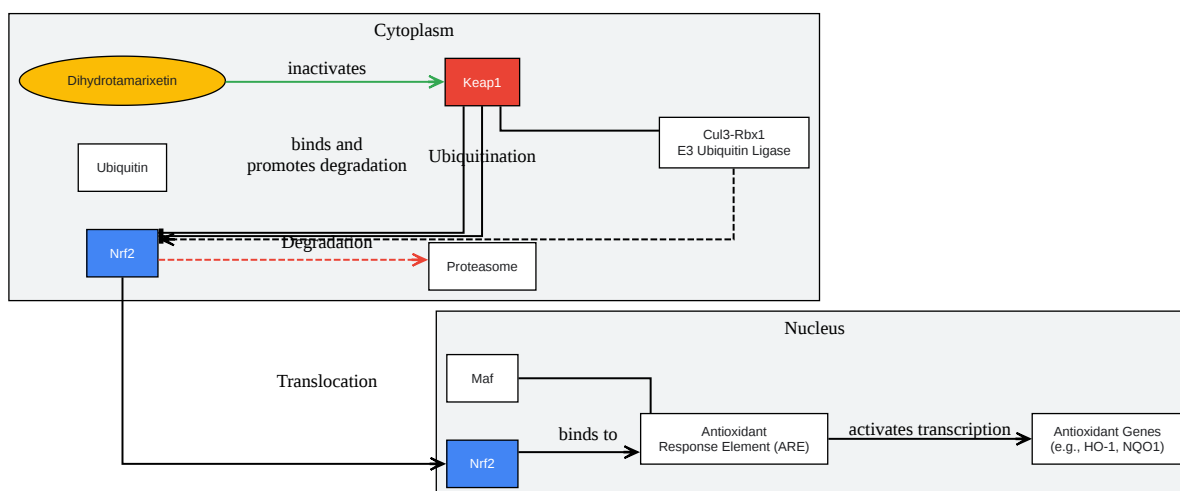 Cytoplasm
Dihydrotamarixetin
inactivates
Keap1
Cul3-Rbx1
E3 Ubiquitin Ligase
binds and
promotes degradation
Ubiquitination
Ubiquitin
Nrf2
Degradation
Proteasome
Nucleus
Translocation
Maf
Nrf2
binds to
Antioxidant
Response Element (ARE)
activates transcription
Antioxidant Genes
(e.g., HO-1, NQO1)